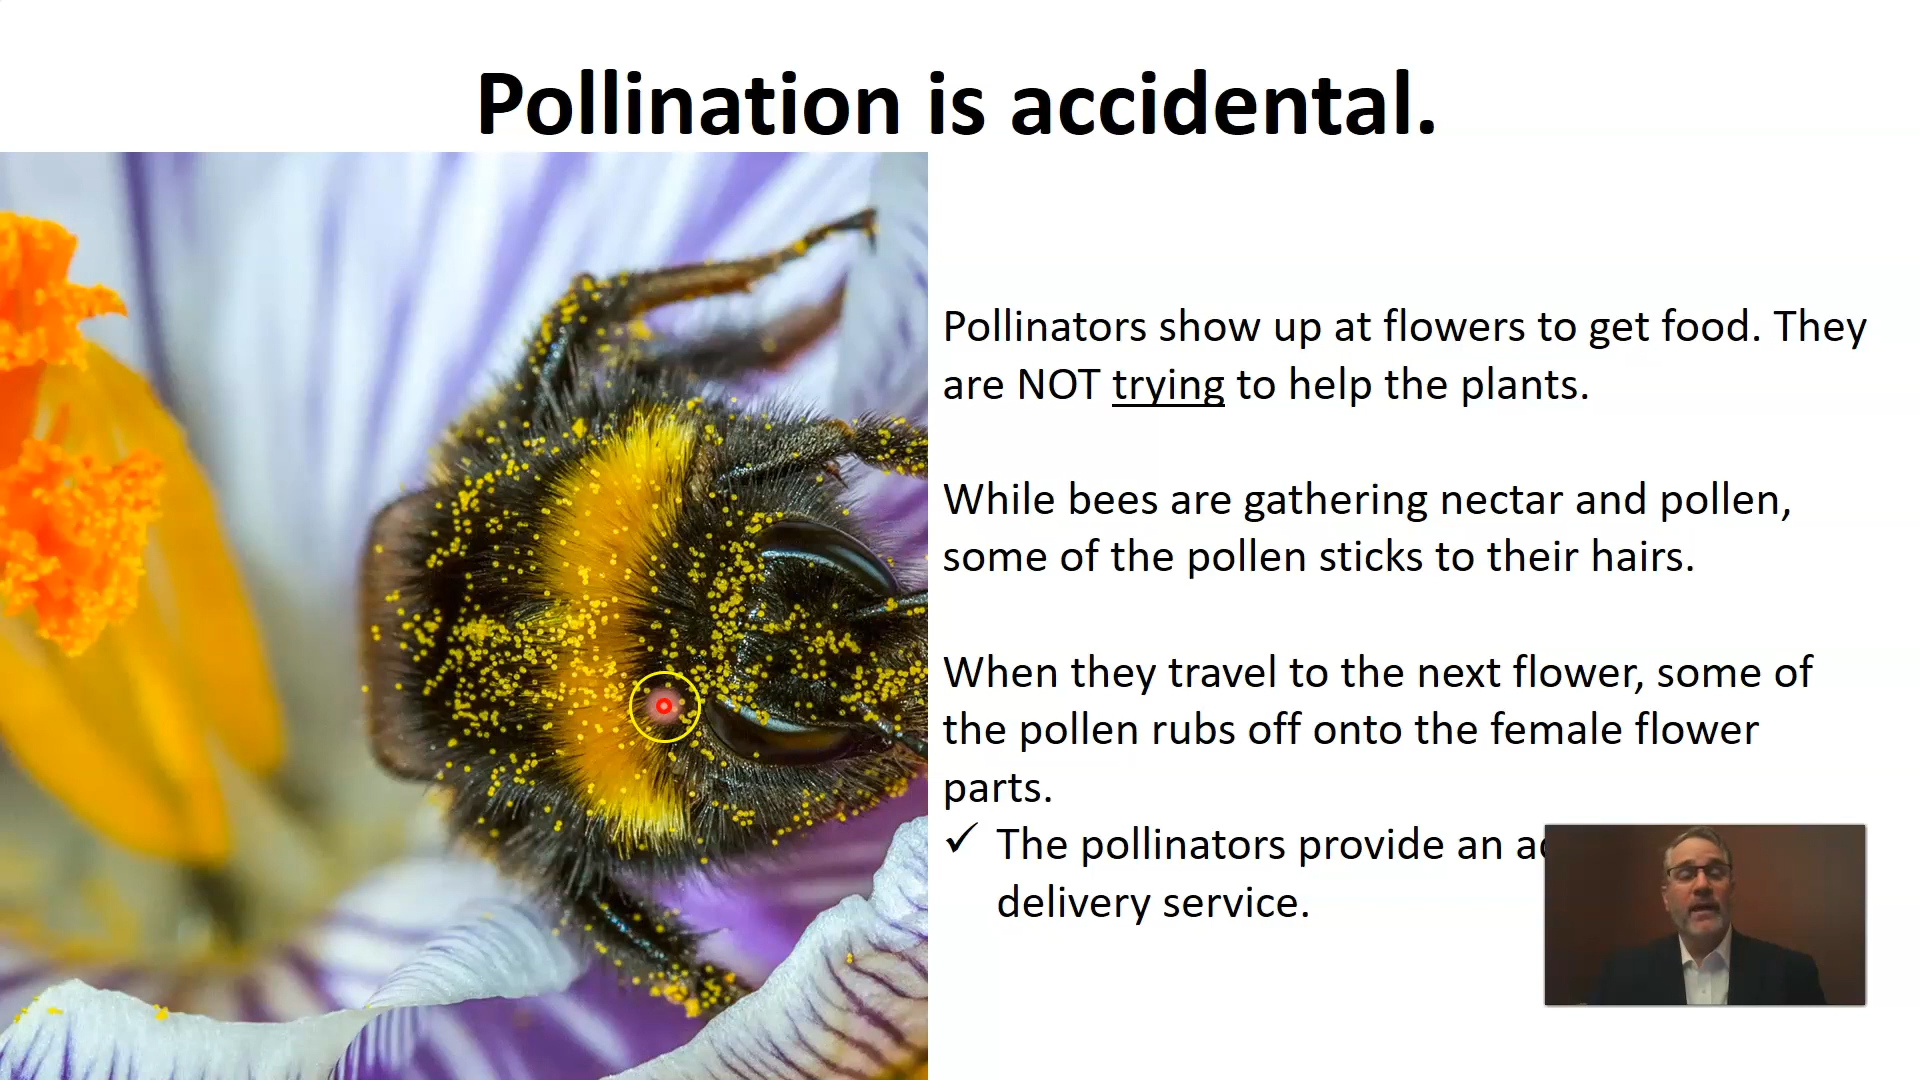 Pollination is accidental.
Pollinators show up at flowers to get food. They
are NOT trying to help the plants.
While bees are gathering nectar and pollen,
some of the pollen sticks to their hairs.
When they travel to the next flower, some of
the pollen rubs off onto the female flower
parts.
✓ The pollinators provide an
delivery service.